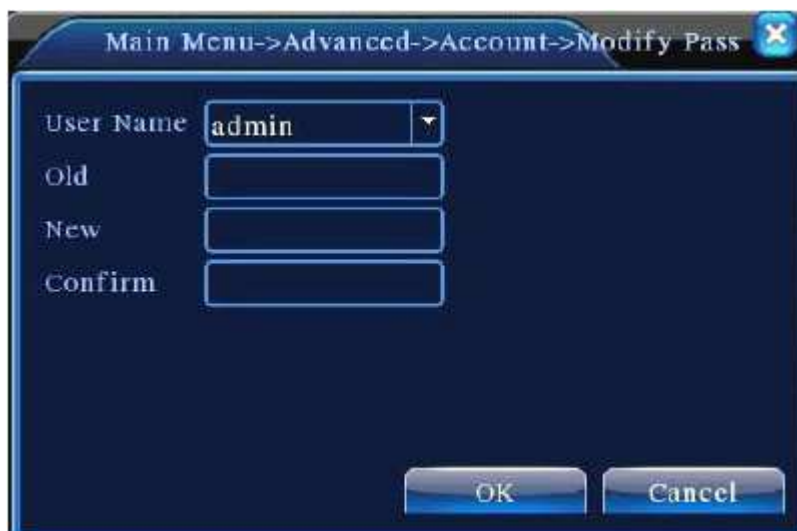 Main Menu->Advanced->Account->Modify Pass
User Name admin
Old
New
Confirm
OK Cancel